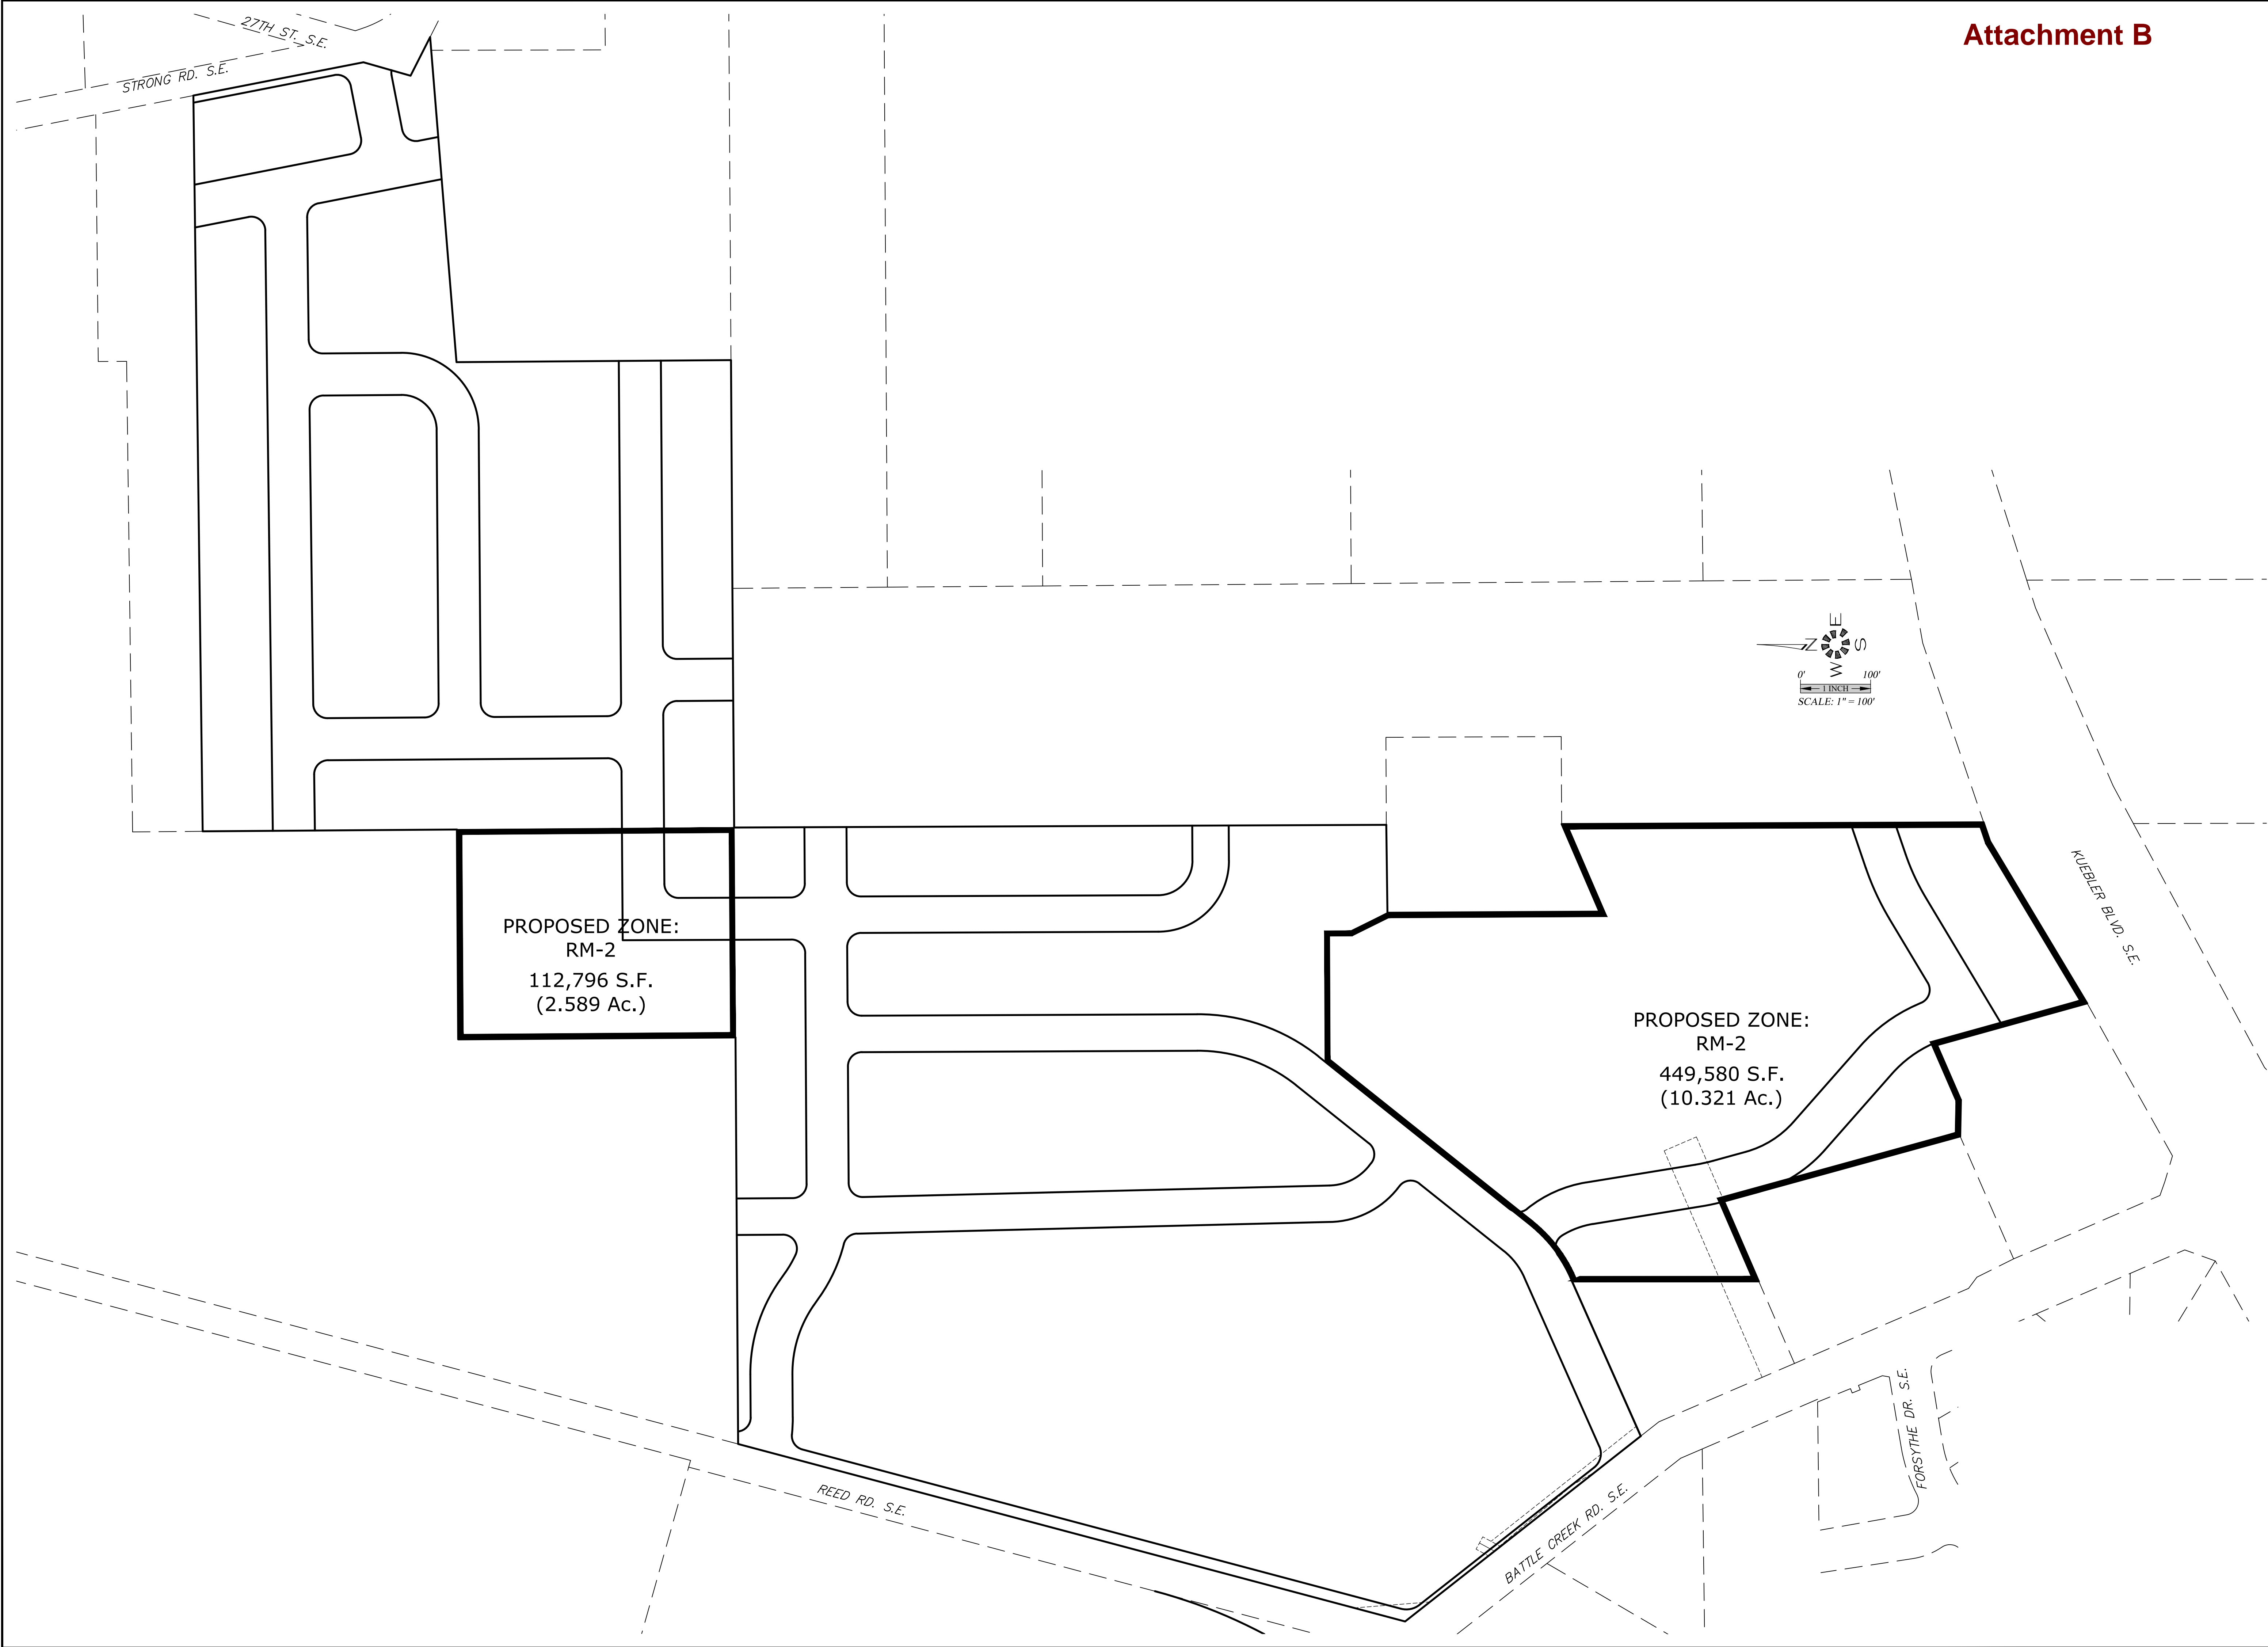 Attachment B
27TH ST. S.E.
STRONG RD. S.E.
E
N
S
W
0' 100'
1 INCH
SCALE: 1" = 100'
KUEBLER BLVD. S.E.
PROPOSED ZONE:
RM-2
112,796 S.F.
(2.589 Ac.)
PROPOSED ZONE:
RM-2
449,580 S.F.
(10.321 Ac.)
FORSYTHE DR. S.E.
REED RD. S.E.
BATTLE CREEK RD. S.E.